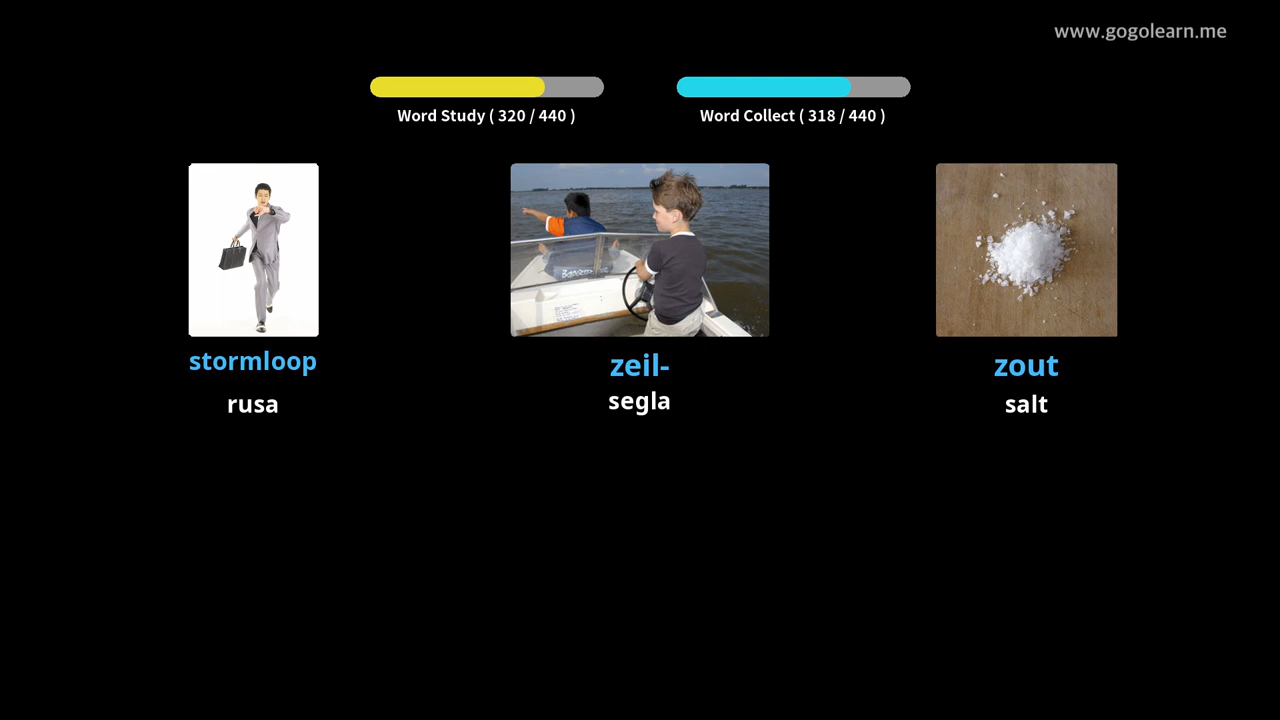 www.gogolearn.me
Word Study ( 320 / 440 )
Word Collect ( 318 / 440 )
stormloop
rusa
zeil-
segla
zout
salt